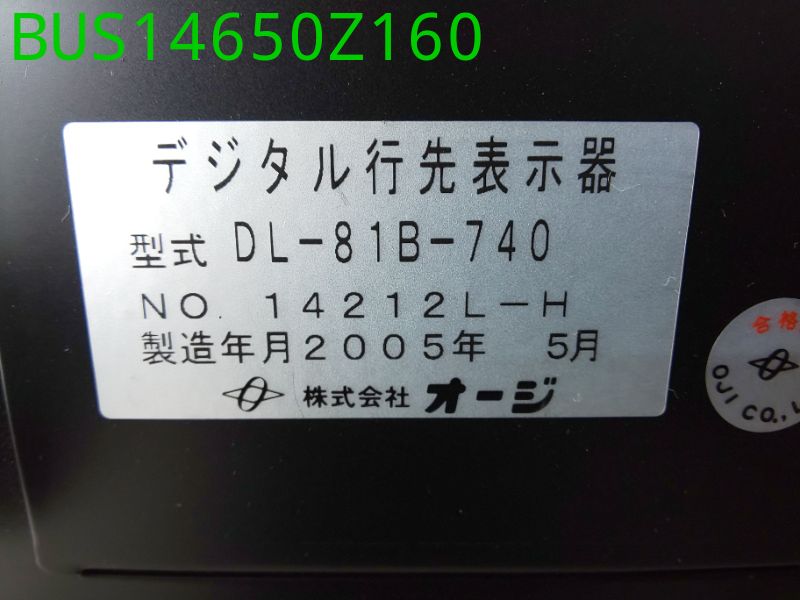 BUS14650Z160
デジタル行先表示器
型式 DL-81B-740
NO. 14212L-H
製造年月2005年 5月
株式会社 オージ
合格
OJI CO.,